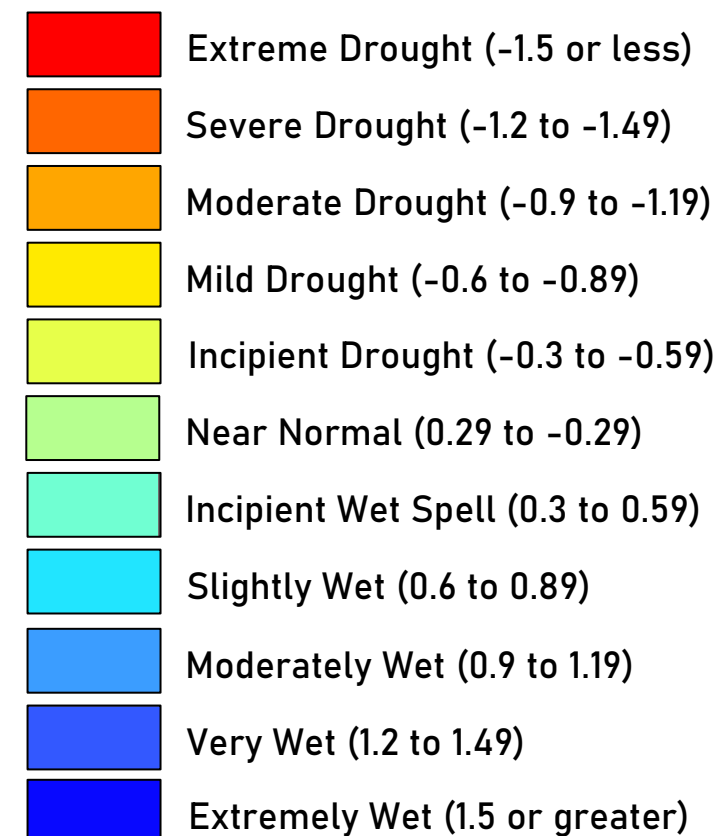 Extreme Drought (-1.5 or less)
Severe Drought (-1.2 to -1.49)
Moderate Drought (-0.9 to -1.19)
Mild Drought (-0.6 to -0.89)
Incipient Drought (-0.3 to -0.59)
Near Normal (0.29 to -0.29)
Incipient Wet Spell (0.3 to 0.59)
Slightly Wet (0.6 to 0.89)
Moderately Wet (0.9 to 1.19)
Very Wet (1.2 to 1.49)
Extremely Wet (1.5 or greater)